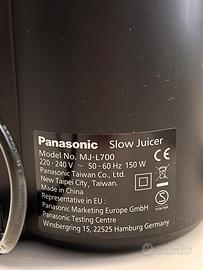 Panasonic Slow Juicer
Model No. MJ-L700
220 - 240 V ~ 50 - 60 Hz 150 W
Panasonic Taiwan Co., Ltd.
New Taipei City, Taiwan.
Made in China
Representative in EU :
Panasonic Marketing Europe GmbH
Panasonic Testing Centre
Winsbergring 15, 22525 Hamburg Germany